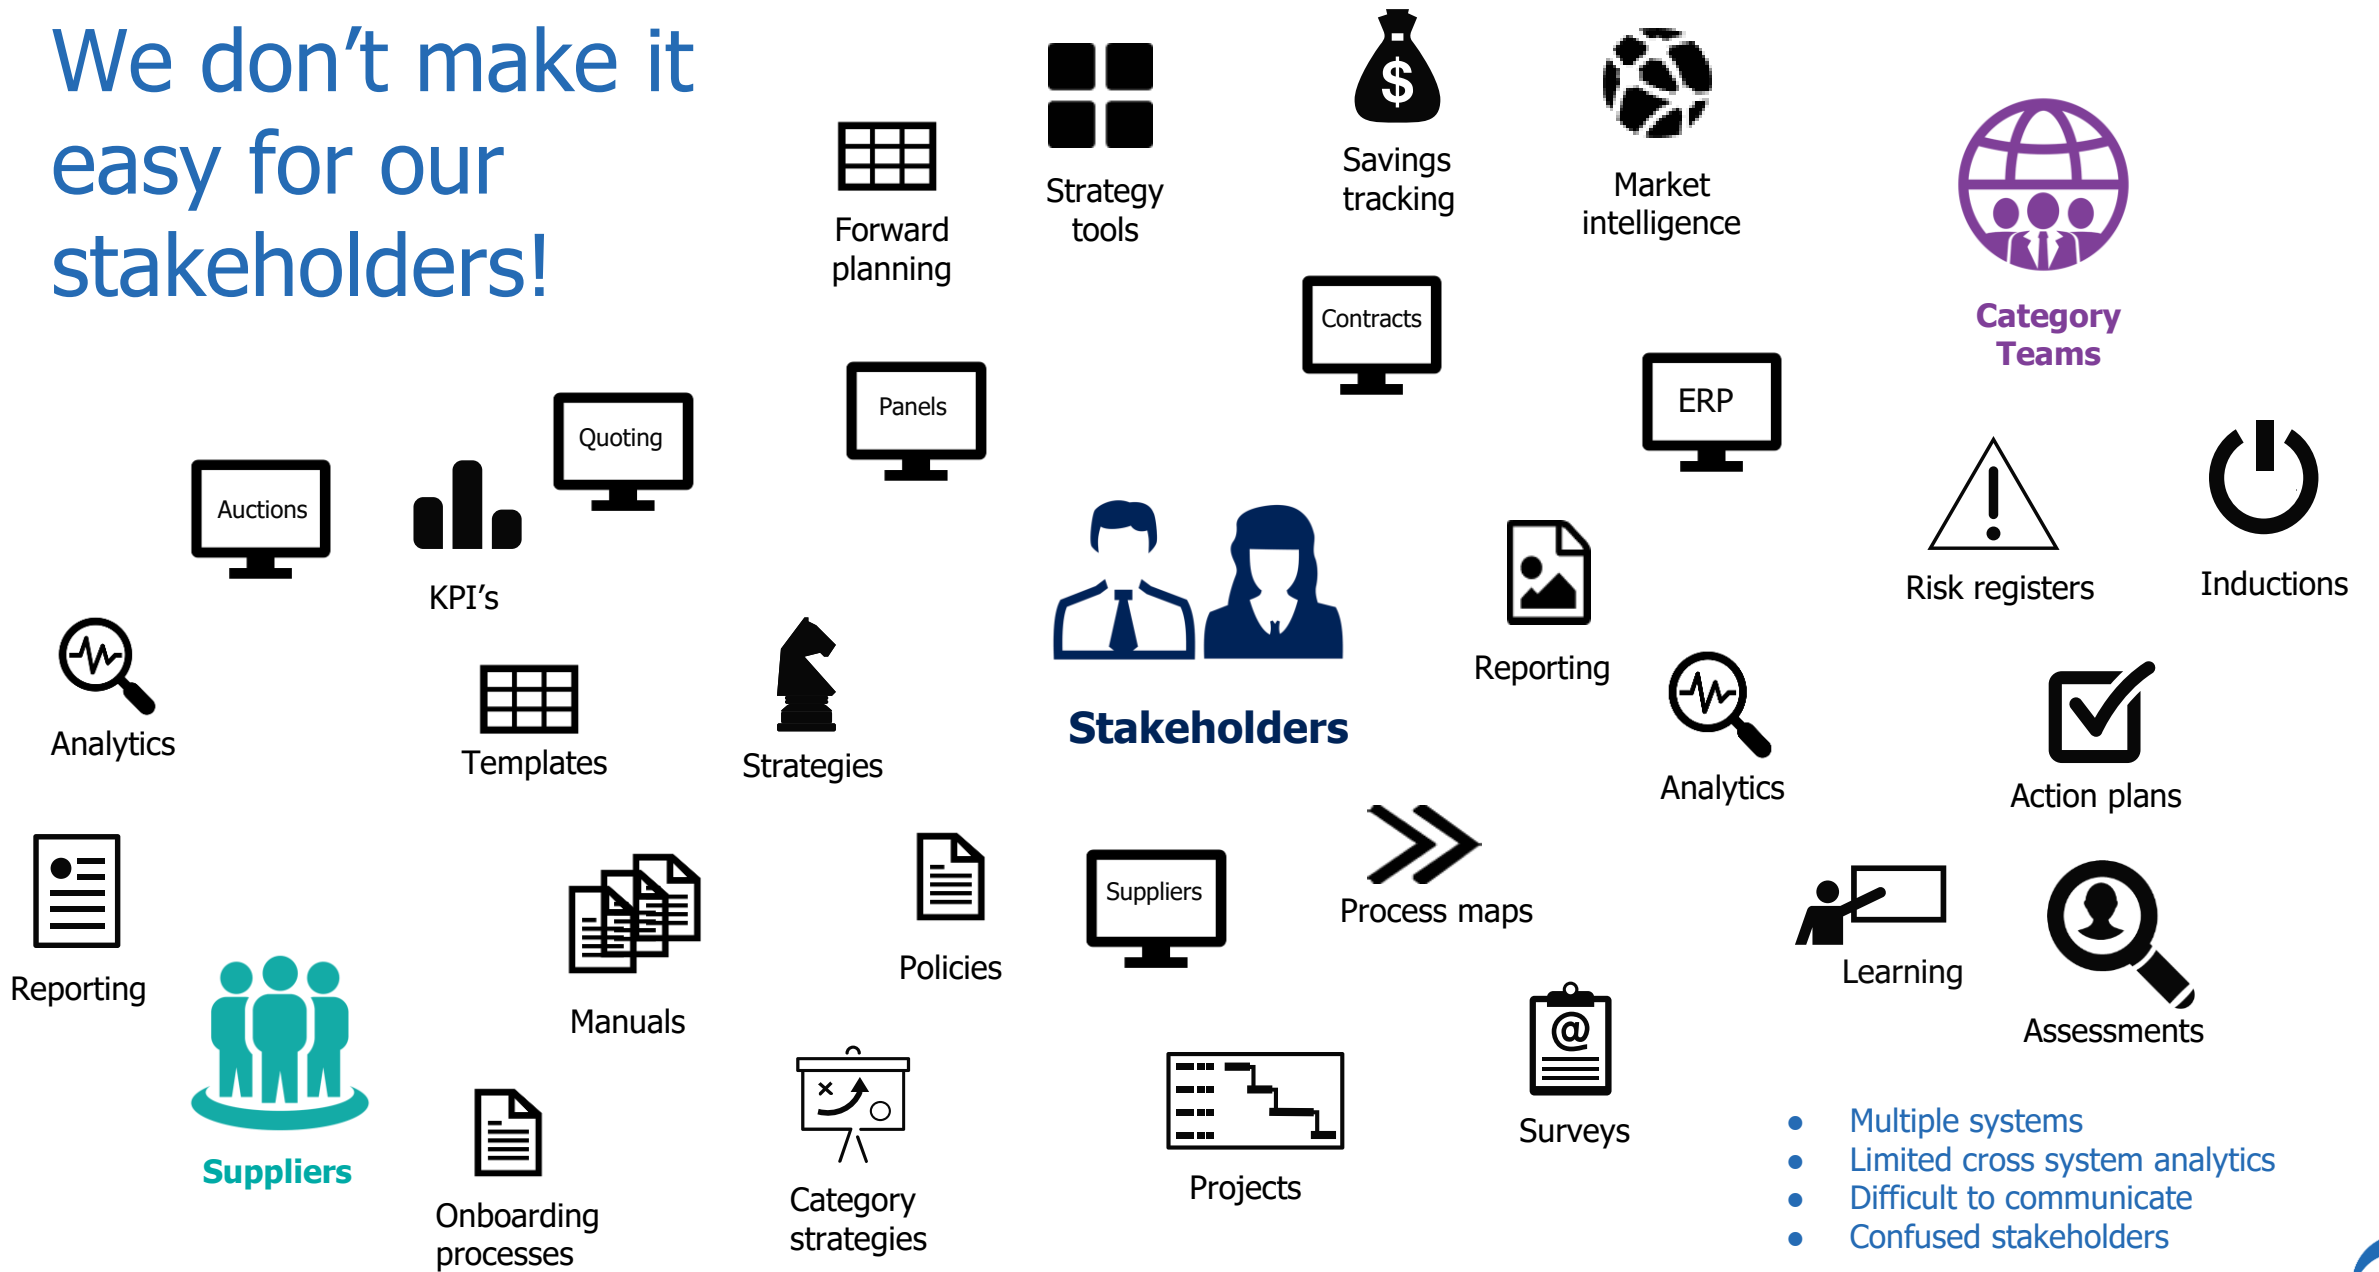 We don’t make it
easy for our
stakeholders!
Forward
planning
Strategy
tools
$
Savings
tracking
Market
intelligence
Category
Teams
Contracts
Panels
ERP
Quoting
Auctions
KPI’s
Risk registers
Inductions
Analytics
Templates
Strategies
Stakeholders
Reporting
Analytics
Action plans
Reporting
Suppliers
Manuals
Policies
Suppliers
Process maps
Learning
Assessments
Onboarding
processes
Category
strategies
Projects
@
Surveys
● Multiple systems
● Limited cross system analytics
● Difficult to communicate
● Confused stakeholders